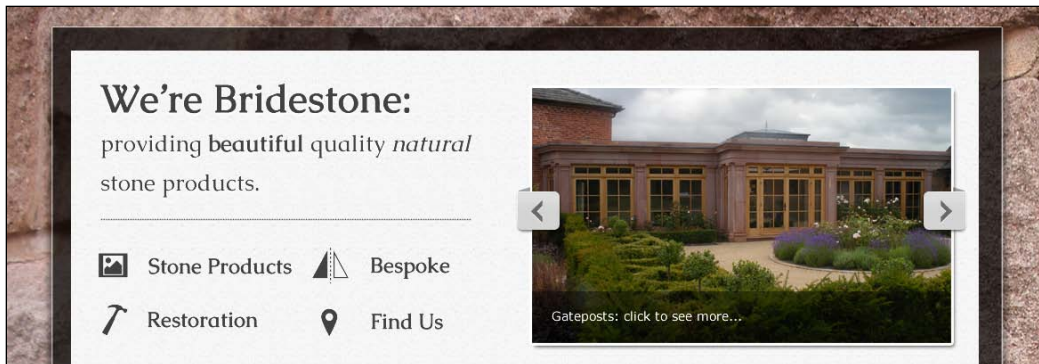 We're Bridestone:
providing beautiful quality natural
stone products.
Stone Products
Bespoke
Restoration
Find Us
Gateposts: click to see more...